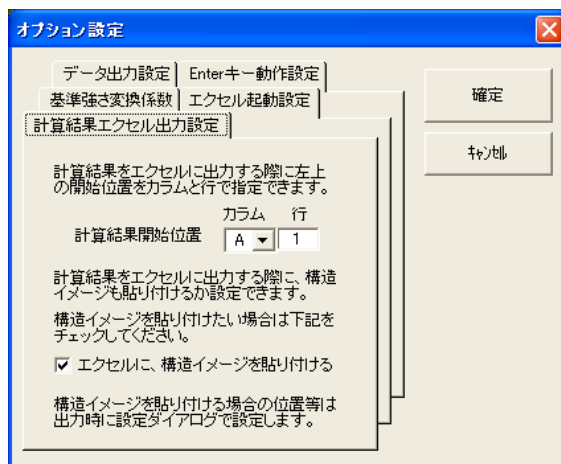 オプション設定
データ出力設定 Enterキー動作設定
基準強さ変換係数 エクセル起動設定
計算結果エクセル出力設定
確定
ｷｬﾝｾﾙ
計算結果をエクセルに出力する際に左上
の開始位置をカラムと行で指定できます。
カラム 行
計算結果開始位置 A 1
計算結果をエクセルに出力する際に、構造
イメージも貼り付けるか設定できます。
構造イメージを貼り付けたい場合は下記を
チェックしてください。
エクセルに、構造イメージを貼り付ける
構造イメージを貼り付ける場合の位置等は
出力時に設定ダイアログで設定します。